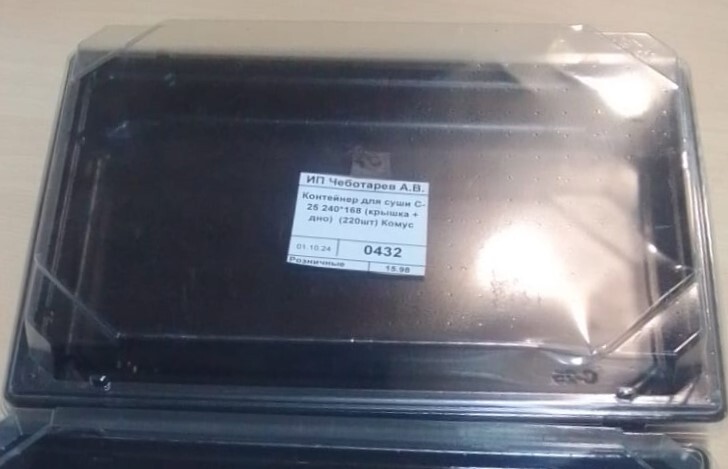 ИП Чеботарев А.В.
Контейнер для суши С-
25 240*168 (крышка +
дно) (220шт) Комус
01.10.24
0432
Розничные
15.98
С-25